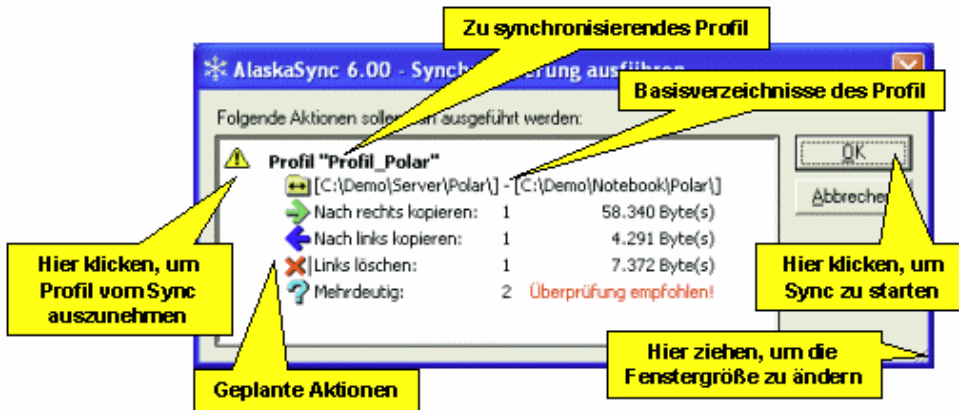 Zu synchronisierendes Profil
AlaskaSync 6.00 - ausführen
Basisverzeichnisse des Profil
Folgende Aktionen ausgeführt werden:
Profil "Profil_Polar"
[C:\Demo\Server\Polar\] - [C:\Demo\Notebook\Polar\]
Nach rechts kopieren: 1 58.340 Byte(s)
Nach links kopieren: 1 4.291 Byte(s)
Links löschen: 1 7.372 Byte(s)
Mehrdeutig: 2 Überprüfung empfohlen!
OK
Abbrechen
Hier klicken, um
Profil vom Sync
auszunehmen
Hier klicken, um
Sync zu starten
Hier ziehen, um die
Fenstergröße zu ändern
Geplante Aktionen